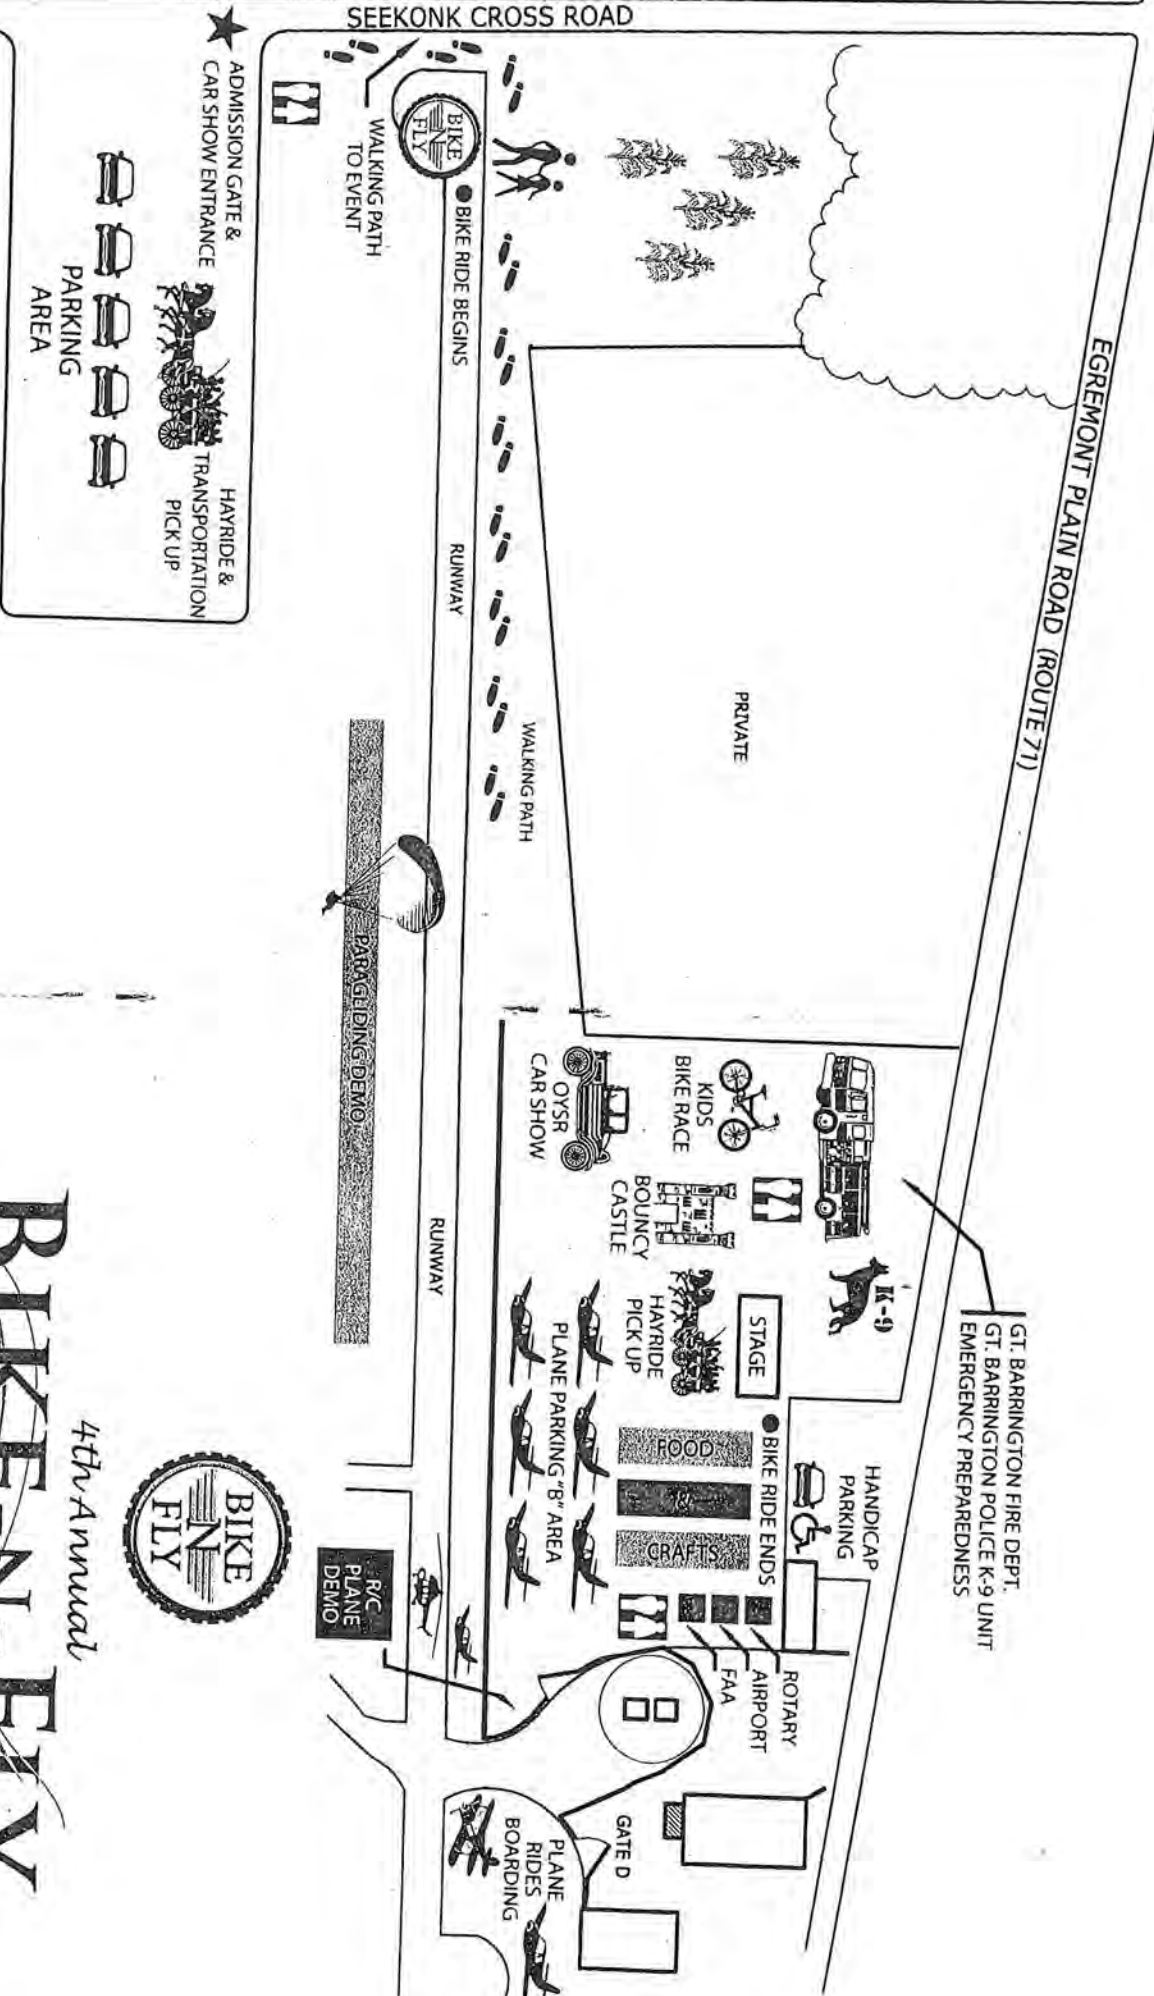 SEEKONK CROSS ROAD
EGREMONT PLAIN ROAD (ROUTE 71)
GT. BARRINGTON FIRE DEPT.
GT. BARRINGTON POLICE K-9 UNIT
EMERGENCY PREPAREDNESS
ADMISSION GATE &
CAR SHOW ENTRANCE
HAYRIDE &
TRANSPORTATION
PICK UP
PARKING
AREA
WALKING PATH
TO EVENT
BIKE
N
FLY
BIKE RIDE BEGINS
RUNWAY
WALKING PATH
PRIVATE
PARAGLIDING DEMO
RUNWAY
K-9
KIDS
BIKE RACE
OYSR
CAR SHOW
BOUNCY
CASTLE
STAGE
HAYRIDE
PICK UP
PLANE PARKING "B" AREA
HANDICAP
PARKING
BIKE RIDE ENDS
FOOD
&
CRAFTS
ROTARY
AIRPORT
FAA
R/C
PLANE
DEMO
GATE D
PLANE
RIDES
BOARDING
BIKE
N
FLY
4th Annual
BIKE-N-FLY